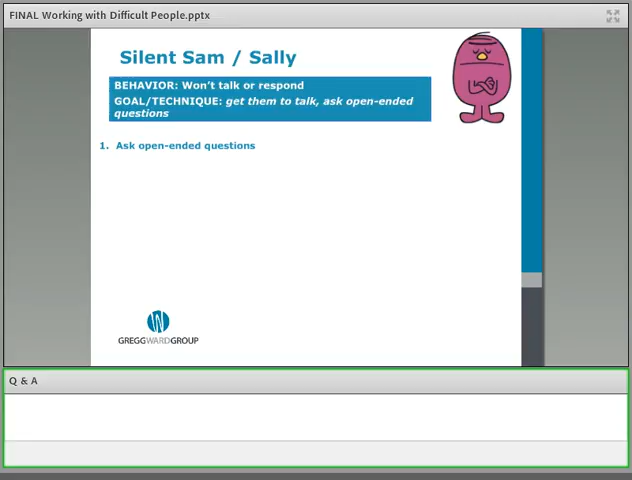 FINAL Working with Difficult People.pptx
Silent Sam / Sally
BEHAVIOR: Won't talk or respond
GOAL/TECHNIQUE: get them to talk, ask open-ended
questions
1. Ask open-ended questions
GREGGWARDGROUP
Q & A